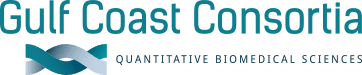 Gulf Coast Consortia
QUANTITATIVE BIOMEDICAL SCIENCES